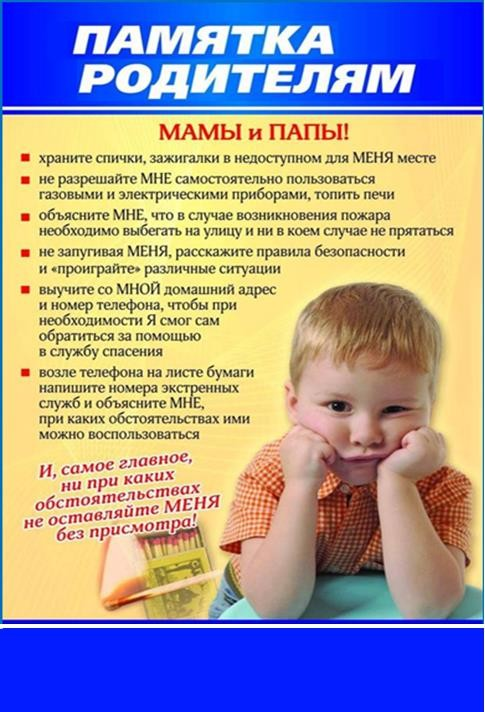 ПАМЯТКА
РОДИТЕЛЯМ
МАМЫ и ПАПЫ!
храните спички, зажигалки в недоступном для МЕНЯ месте
не разрешайте МНЕ самостоятельно пользоваться
газовыми и электрическими приборами, топить печи
объясните МНЕ, что в случае возникновения пожара
необходимо выбегать на улицу и ни в коем случае не прятаться
не запугивая МЕНЯ, расскажите правила безопасности
и «проиграйте» различные ситуации
выучите со МНОЙ домашний адрес
и номер телефона, чтобы при
необходимости Я смог сам
обратиться за помощью
в службу спасения
возле телефона на листе бумаги
напишите номера экстренных
служб и объясните МНЕ,
при каких обстоятельствах ими
можно воспользоваться
И, самое главное,
ни при каких
обстоятельствах
не оставляйте МЕНЯ
без присмотра!